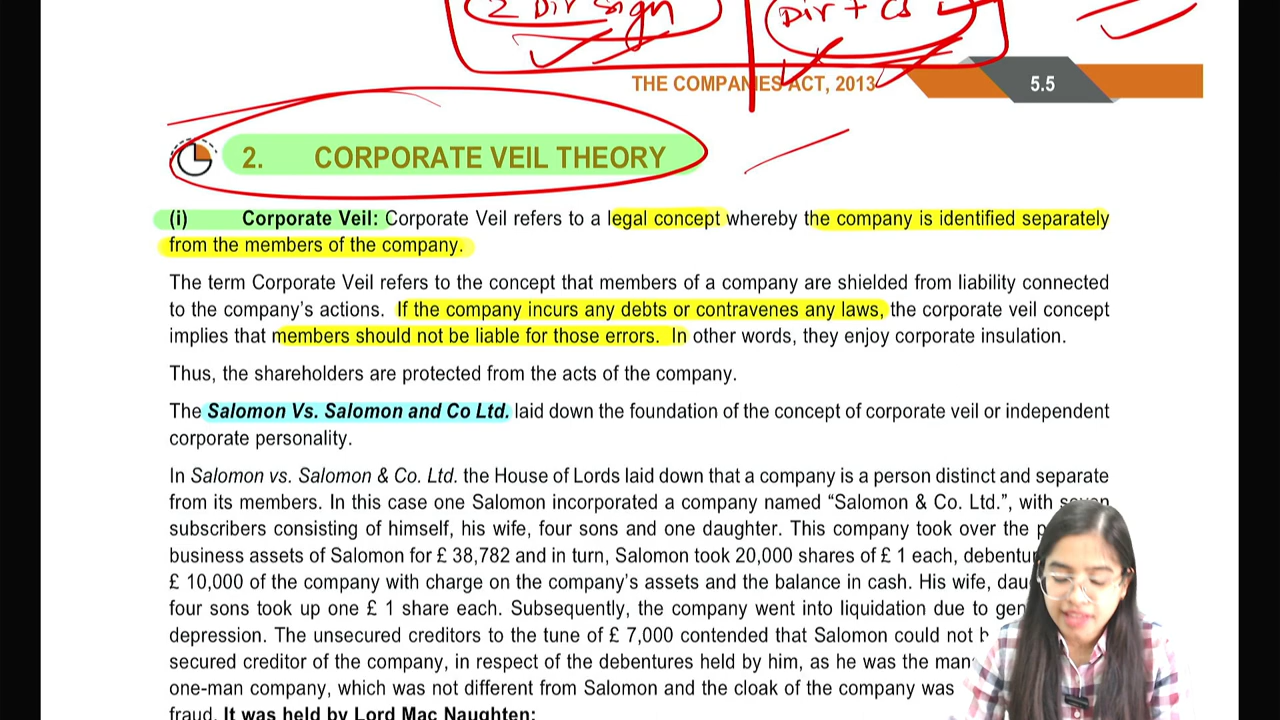 2 Dir sign
Dir + CS
THE COMPANIES ACT, 2013
5.5
2. CORPORATE VEIL THEORY
(i) Corporate Veil: Corporate Veil refers to a legal concept whereby the company is identified separately
from the members of the company.
The term Corporate Veil refers to the concept that members of a company are shielded from liability connected
to the company's actions. If the company incurs any debts or contravenes any laws, the corporate veil concept
implies that members should not be liable for those errors. In other words, they enjoy corporate insulation.
Thus, the shareholders are protected from the acts of the company.
The Salomon Vs. Salomon and Co Ltd. laid down the foundation of the concept of corporate veil or independent
corporate personality.
In Salomon vs. Salomon & Co. Ltd. the House of Lords laid down that a company is a person distinct and separate
from its members. In this case one Salomon incorporated a company named “Salomon & Co. Ltd.”, with seven
subscribers consisting of himself, his wife, four sons and one daughter. This company took over the
business assets of Salomon for £ 38,782 and in turn, Salomon took 20,000 shares of £ 1 each,
£ 10,000 of the company with charge on the company's assets and the balance in cash. His wife,
four sons took up one £ 1 share each. Subsequently, the company went into liquidation due to
depression. The unsecured creditors to the tune of £ 7,000 contended that Salomon could not
secured creditor of the company, in respect of the debentures held by him, as he was the
one-man company, which was not different from Salomon and the cloak of the company was
fraud. It was held by Lord Mac Naughten: